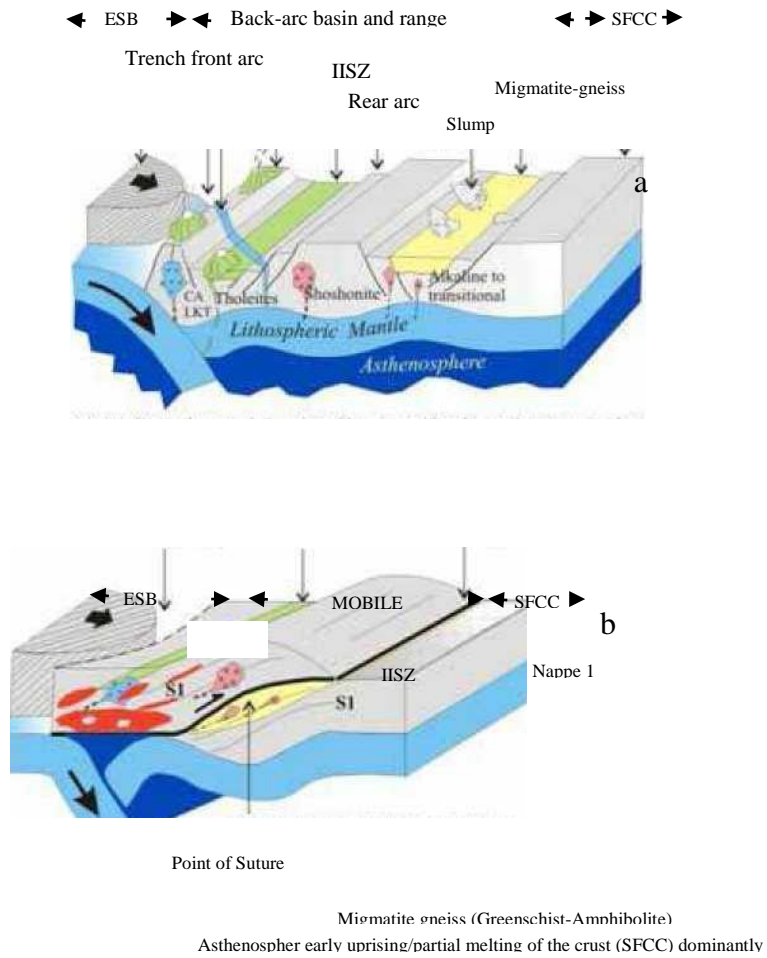 ESB Back-arc basin and range SFCC
Trench front arc
IISZ
Migmatite-gneiss
Rear arc
Slump
a
CA
LKT
Tholeites
Shoshonite
Alkaline to
transitional
Lithospheric Mantle
Asthenosphere
ESB MOBILE SFCC
b
Nappe 1
IISZ
S1
S1
Point of Suture
Migmatite gneiss (Greenschist-Amphibolite)
Asthenospher early uprising/partial melting of the crust (SFCC) dominantly